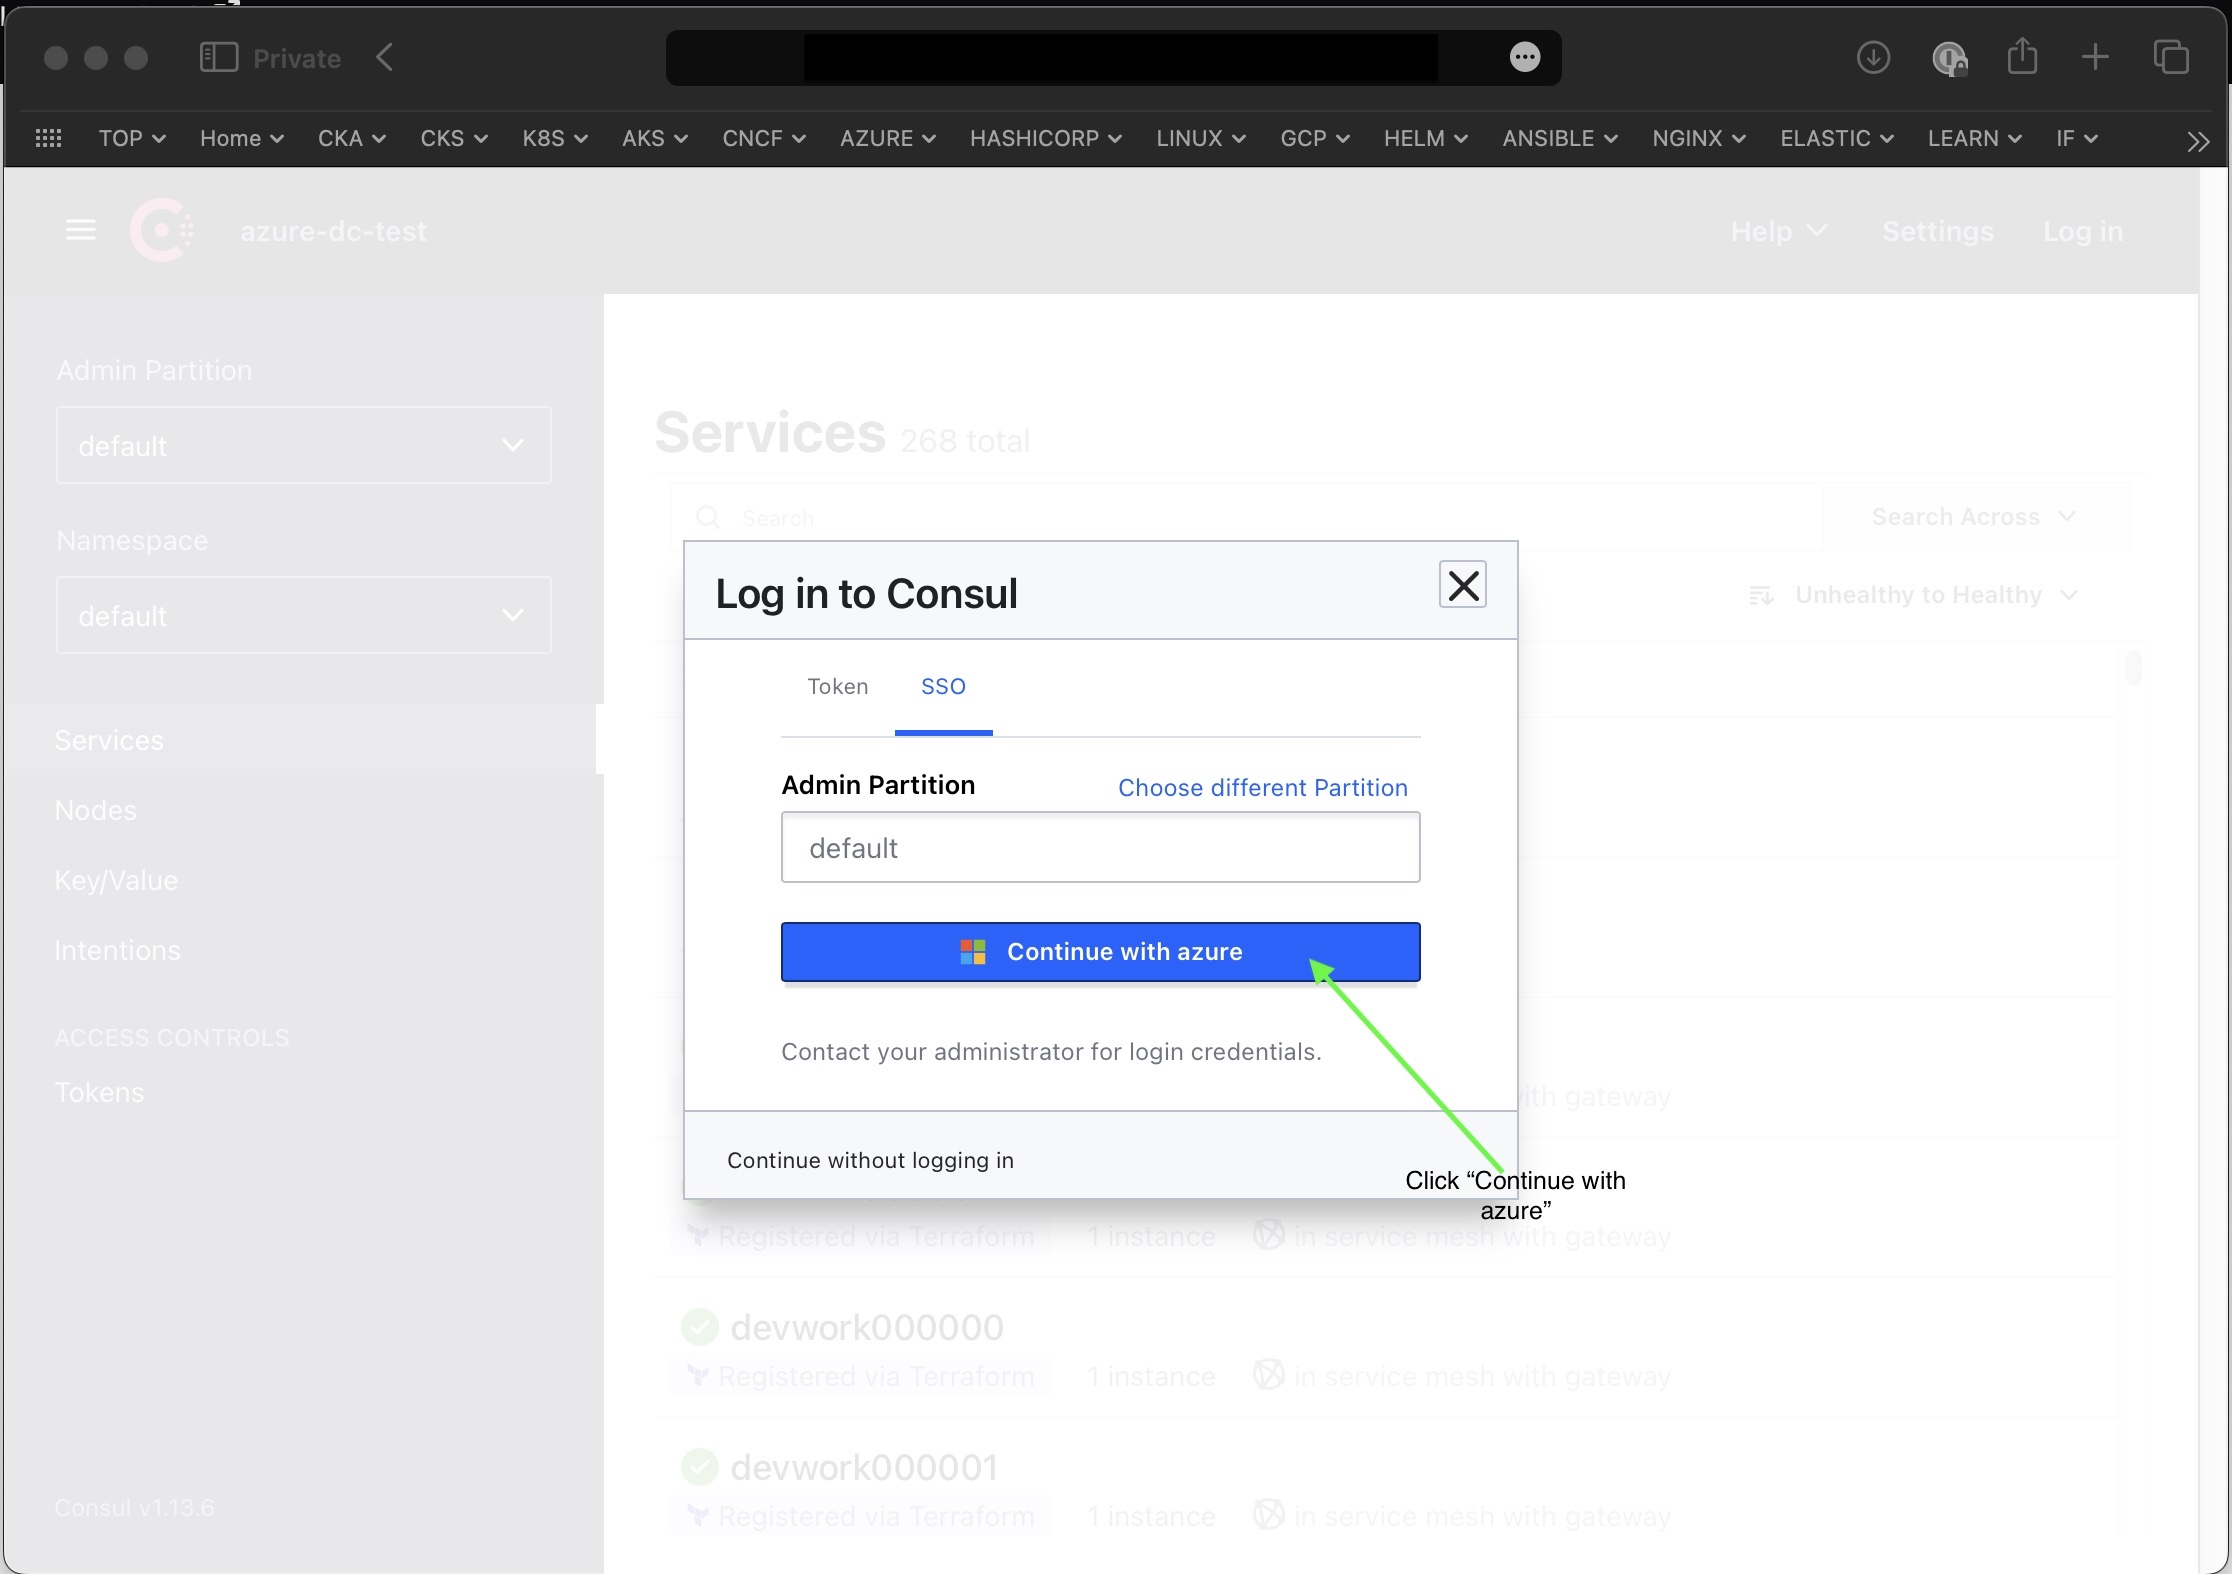 Private
TOP Home CKA CKS K8S AKS CNCF AZURE HASHICORP LINUX GCP HELM ANSIBLE NGINX ELASTIC LEARN IF
azure-dc-test Help Settings Log in
Admin Partition
default
Namespace
default
Services
Nodes
Key/Value
Intentions
ACCESS CONTROLS
Tokens
Consul v1.13.6
Services 268 total
Search Search Across
Unhealthy to Healthy
Log in to Consul
Token SSO
Admin Partition Choose different Partition
default
Continue with azure
Contact your administrator for login credentials.
with gateway
Continue without logging in
Click “Continue with
azure”
Registered via Terraform 1 instance in service mesh with gateway
devwork000000
Registered via Terraform 1 instance in service mesh with gateway
devwork000001
Registered via Terraform 1 instance in service mesh with gateway